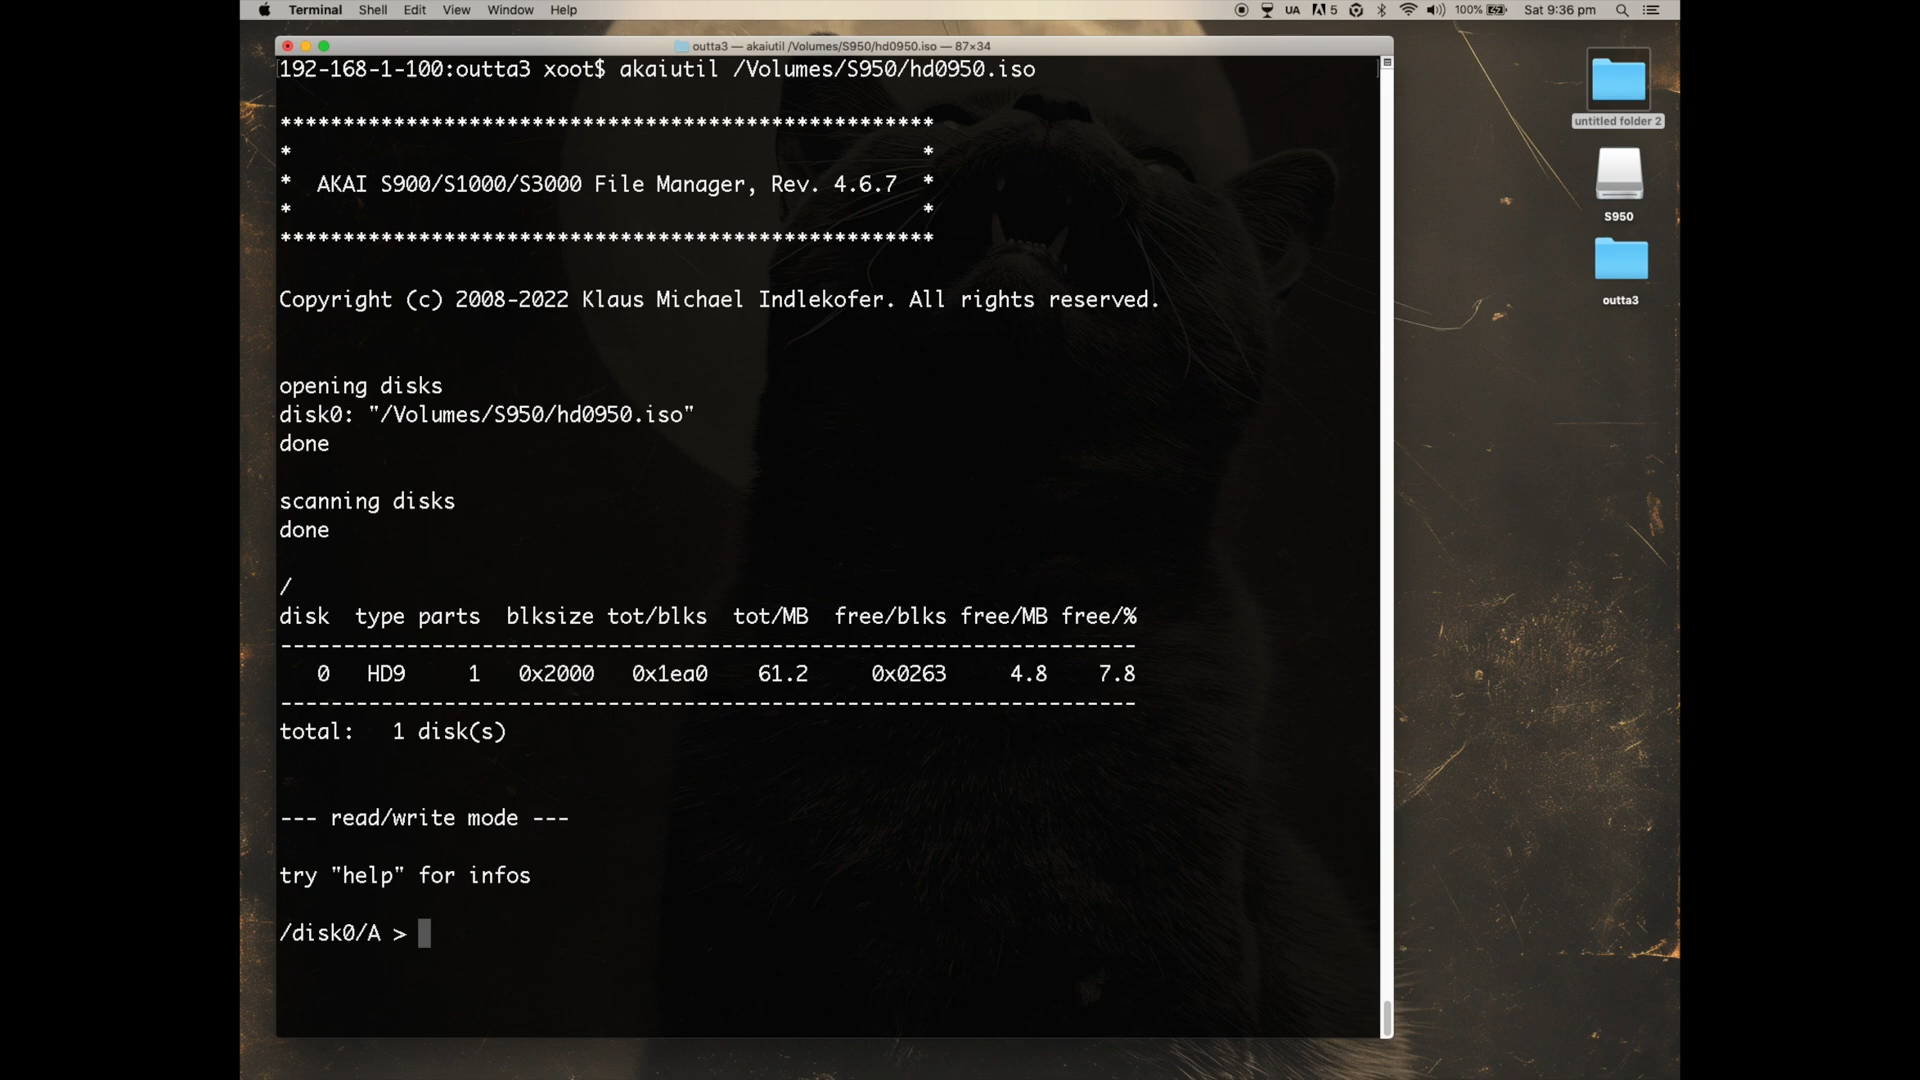 Terminal Shell Edit View Window Help UA 5 100% Sat 9:36 pm
outta3 — akaiutil /Volumes/S950/hd0950.iso — 87×34
192-168-1-100:outta3 xoot$ akaiutil /Volumes/S950/hd0950.iso
****************************************************
* *
* AKAI S900/S1000/S3000 File Manager, Rev. 4.6.7 *
* *
****************************************************
Copyright (c) 2008-2022 Klaus Michael Indlekofer. All rights reserved.
opening disks
disk0: "/Volumes/S950/hd0950.iso"
done
scanning disks
done
/
disk type parts blksize tot/blks tot/MB free/blks free/MB free/%
--------------------------------------------------------------------
0 HD9 1 0x2000 0x1ea0 61.2 0x0263 4.8 7.8
--------------------------------------------------------------------
total: 1 disk(s)
--- read/write mode ---
try "help" for infos
/disk0/A >
untitled folder 2
S950
outta3